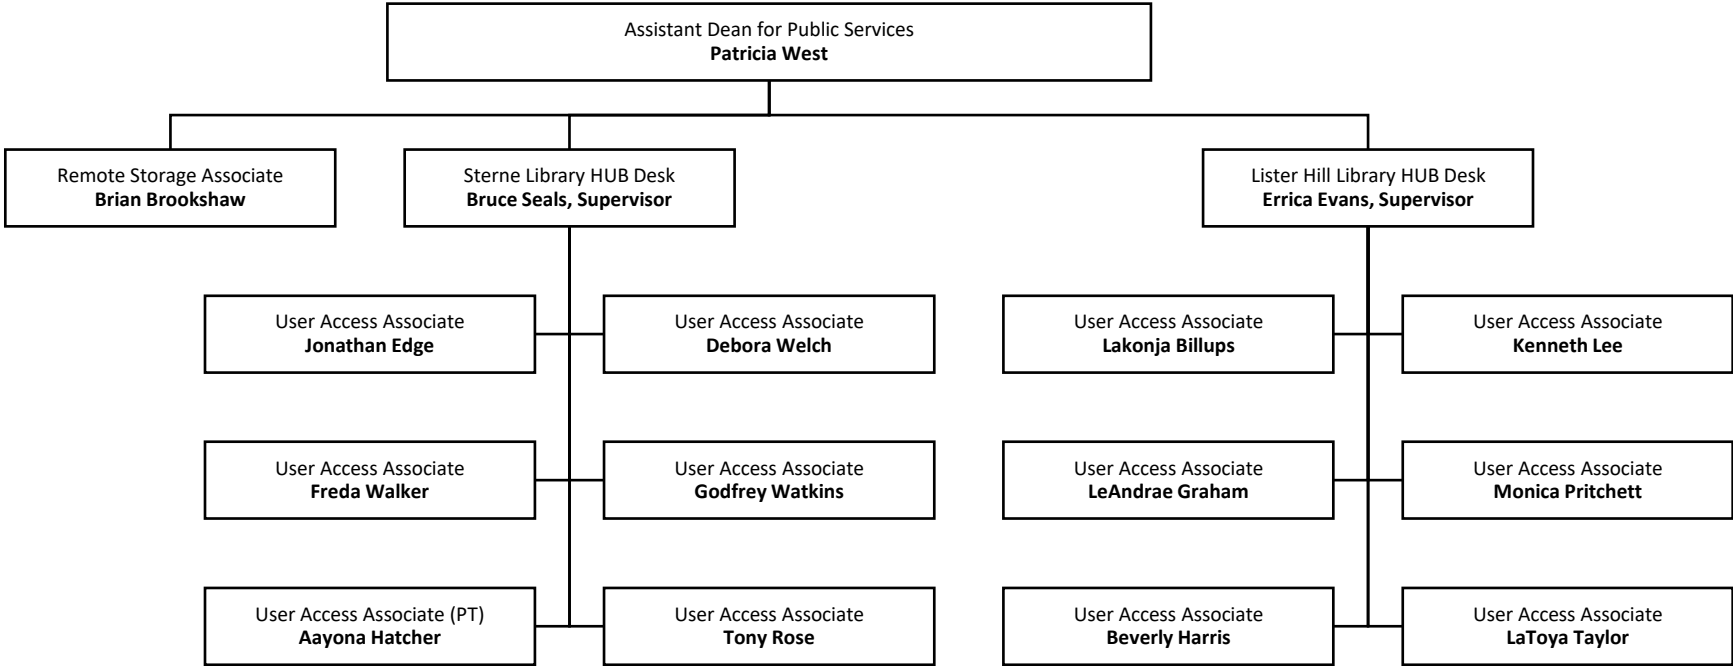 Assistant Dean for Public Services
Patricia West
Remote Storage Associate
Brian Brookshaw
Sterne Library HUB Desk
Bruce Seals, Supervisor
Lister Hill Library HUB Desk
Errica Evans, Supervisor
User Access Associate
Jonathan Edge
User Access Associate
Debora Welch
User Access Associate
Lakonja Billups
User Access Associate
Kenneth Lee
User Access Associate
Freda Walker
User Access Associate
Godfrey Watkins
User Access Associate
LeAndrae Graham
User Access Associate
Monica Pritchett
User Access Associate (PT)
Aayona Hatcher
User Access Associate
Tony Rose
User Access Associate
Beverly Harris
User Access Associate
LaToya Taylor